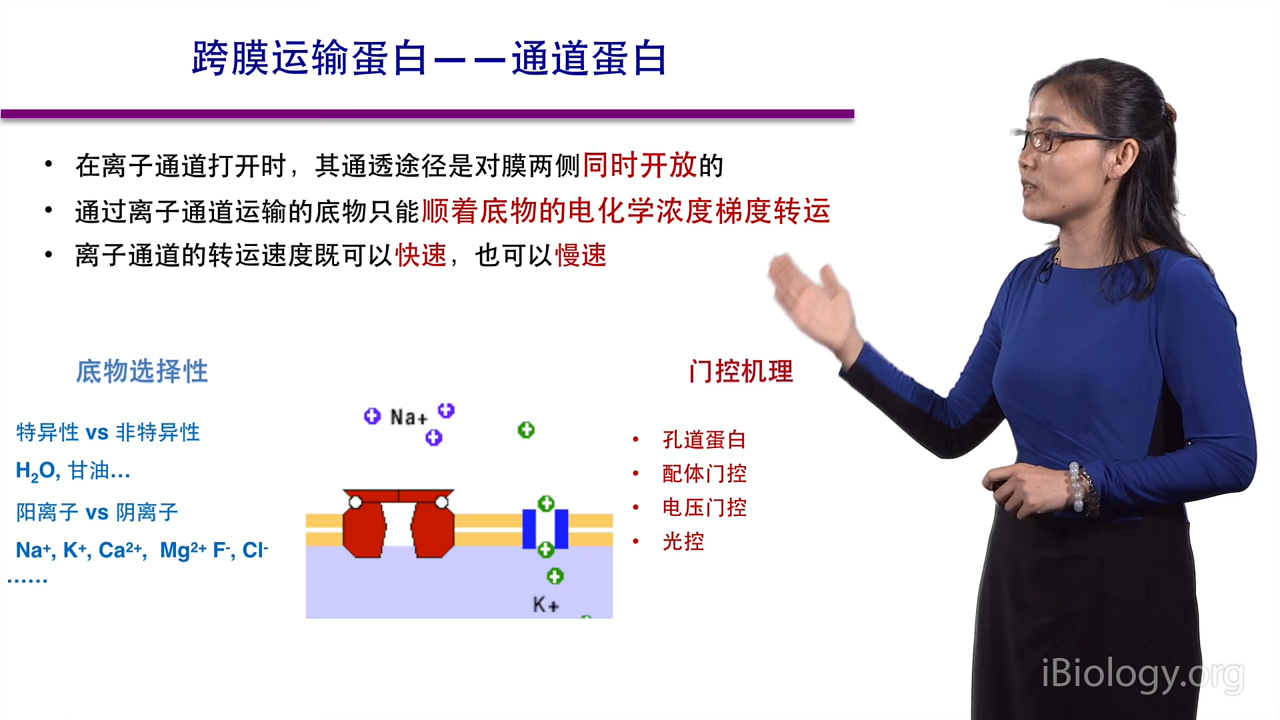 跨膜运输蛋白——通道蛋白
• 在离子通道打开时，其通透途径是对膜两侧同时开放的
• 通过离子通道运输的底物只能顺着底物的电化学浓度梯度转运
• 离子通道的转运速度既可以快速，也可以慢速
底物选择性
特异性 vs 非特异性
H₂O, 甘油…
阳离子 vs 阴离子
Na⁺, K⁺, Ca²⁺, Mg²⁺ F⁻, Cl⁻
……
Na+
K+
门控机理
• 孔道蛋白
• 配体门控
• 电压门控
• 光控
iBiology.org